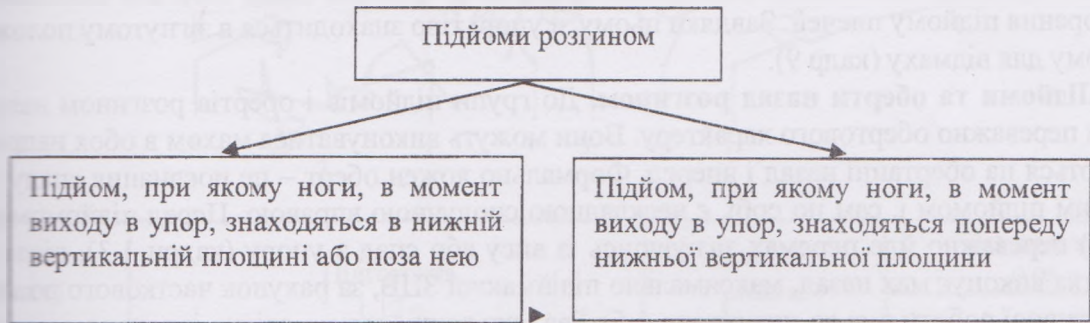 Підйоми розгином
Підйом, при якому ноги, в момент
виходу в упор, знаходяться в нижній
вертикальній площині або поза нею
Підйом, при якому ноги, в момент
виходу в упор, знаходяться попереду
нижньої вертикальної площини